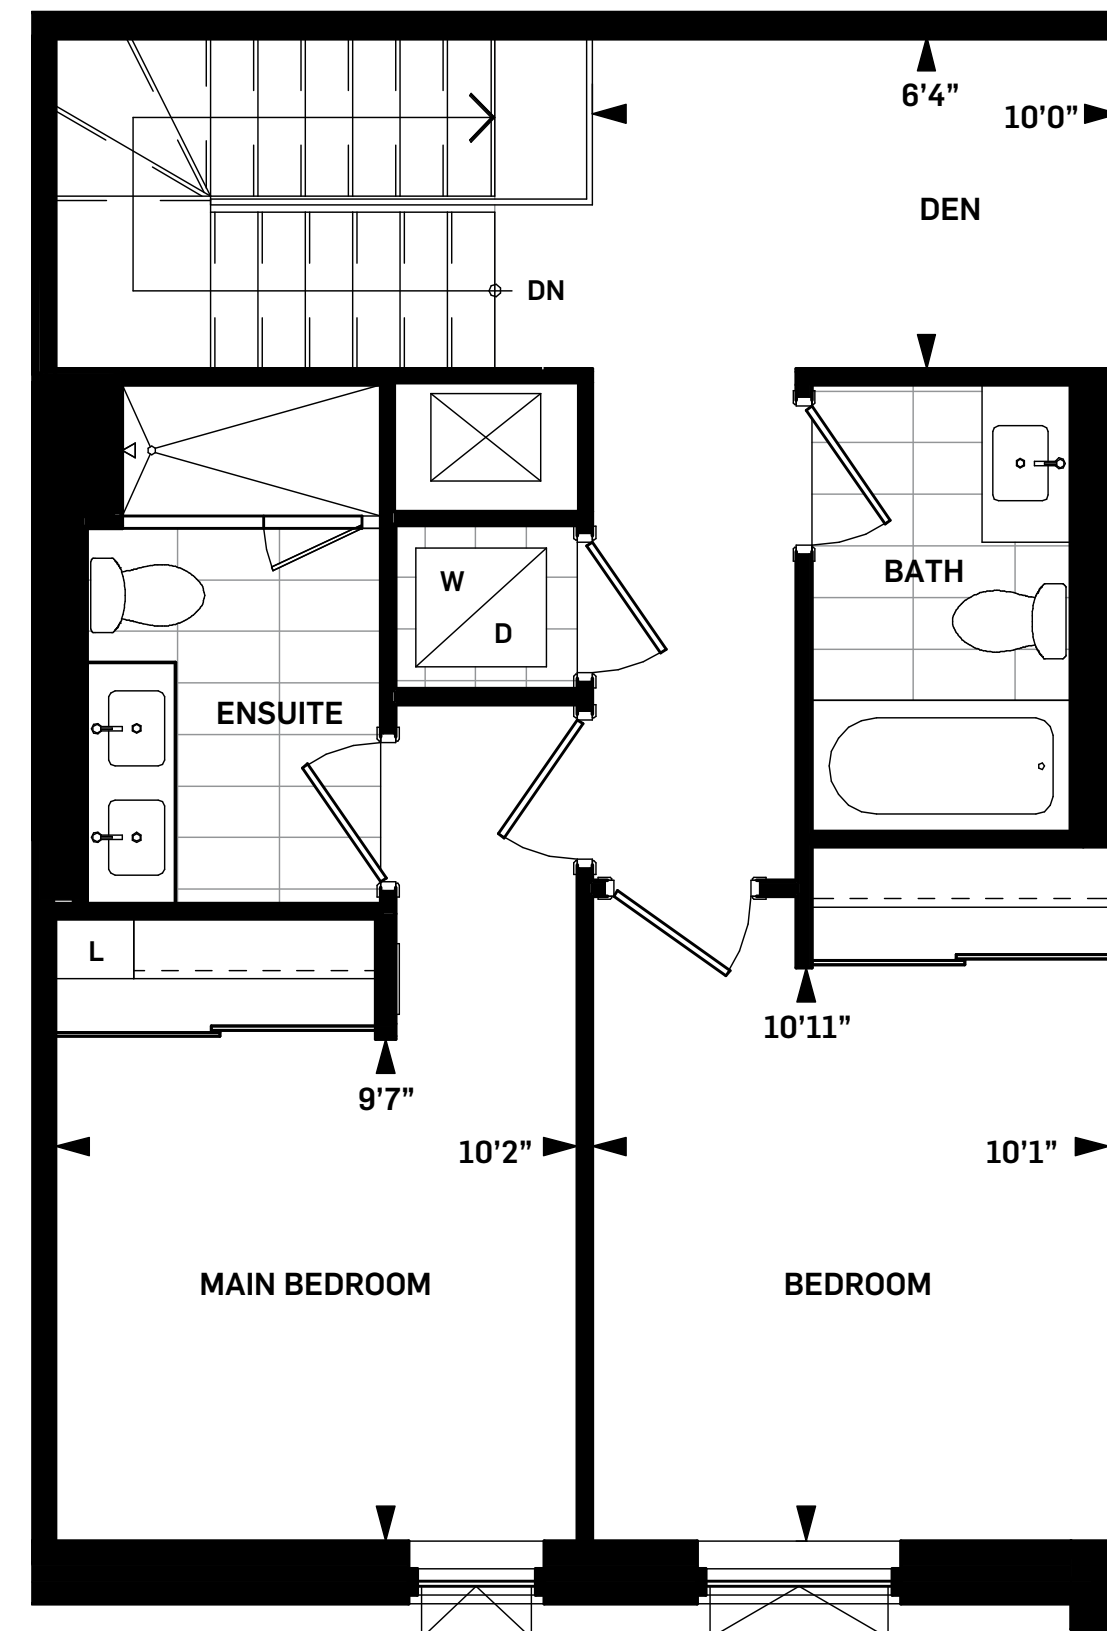 6’4”
10’0”
DEN
DN
BATH
W
D
ENSUITE
L
10’11”
9’7”
10’2”
10’1”
MAIN BEDROOM
BEDROOM